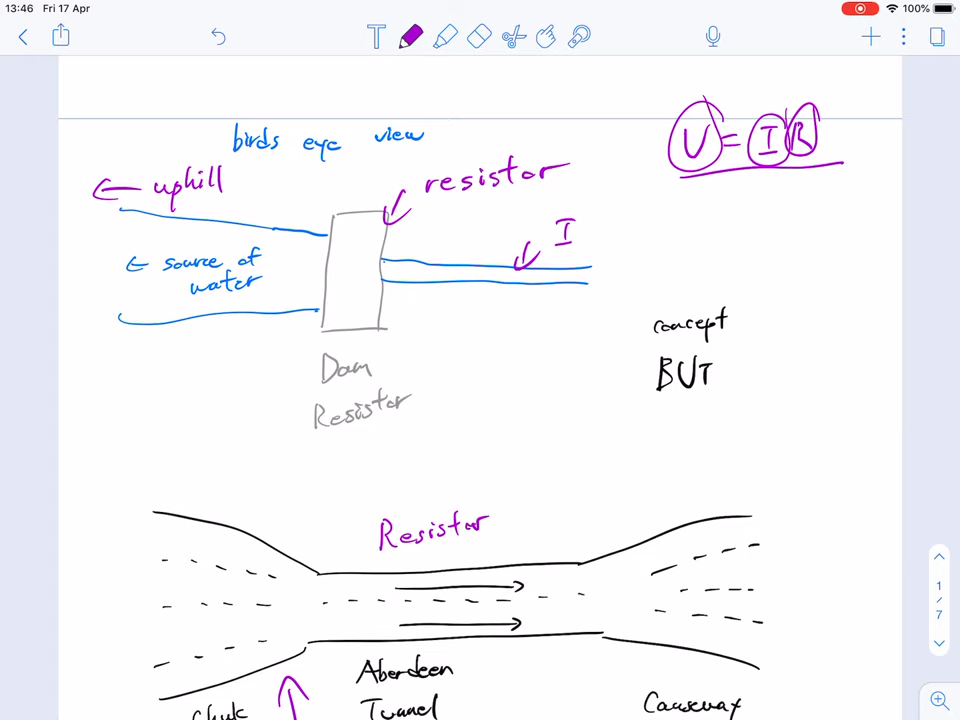 13:46 Fri 17 Apr
100%
T
birds eye view
V = IR
← uphill
resistor
I
← source of
water
Dam
Resistor
concept
BUT
Resistor
1
/
7
Aberdeen
Tunnel
Causeway